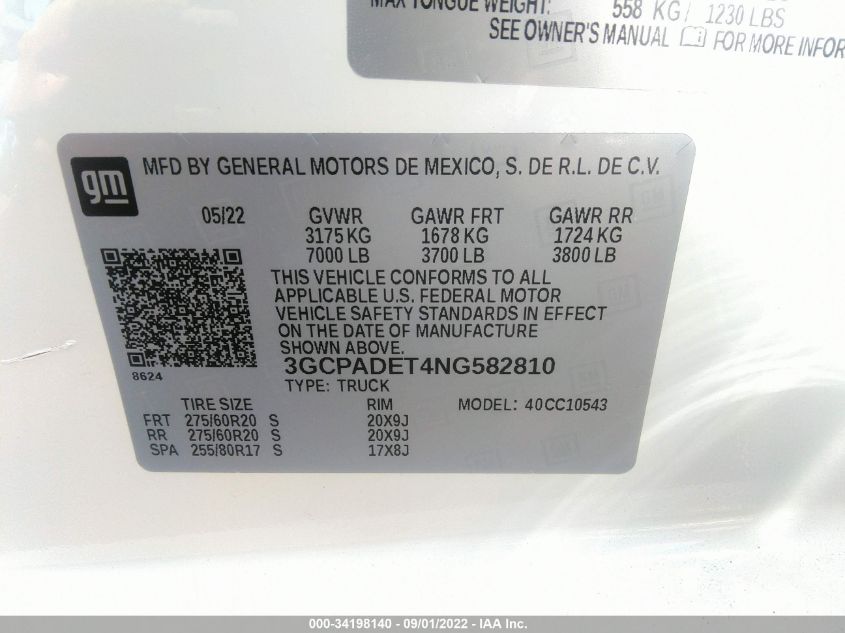 MAX TONGUE WEIGHT: 558 KG/ 1230 LBS
SEE OWNER'S MANUAL FOR MORE INFOR
gm MFD BY GENERAL MOTORS DE MEXICO, S. DE R.L. DE C.V.
05/22 GVWR GAWR FRT GAWR RR
3175 KG 1678 KG 1724 KG
7000 LB 3700 LB 3800 LB
THIS VEHICLE CONFORMS TO ALL
APPLICABLE U.S. FEDERAL MOTOR
VEHICLE SAFETY STANDARDS IN EFFECT
ON THE DATE OF MANUFACTURE
SHOWN ABOVE.
8624 3GCPADET4NG582810
TYPE: TRUCK
TIRE SIZE RIM MODEL: 40CC10543
FRT 275/60R20 S 20X9J
RR 275/60R20 S 20X9J
SPA 255/80R17 S 17X8J
000-34198140 - 09/01/2022 - IAA Inc.